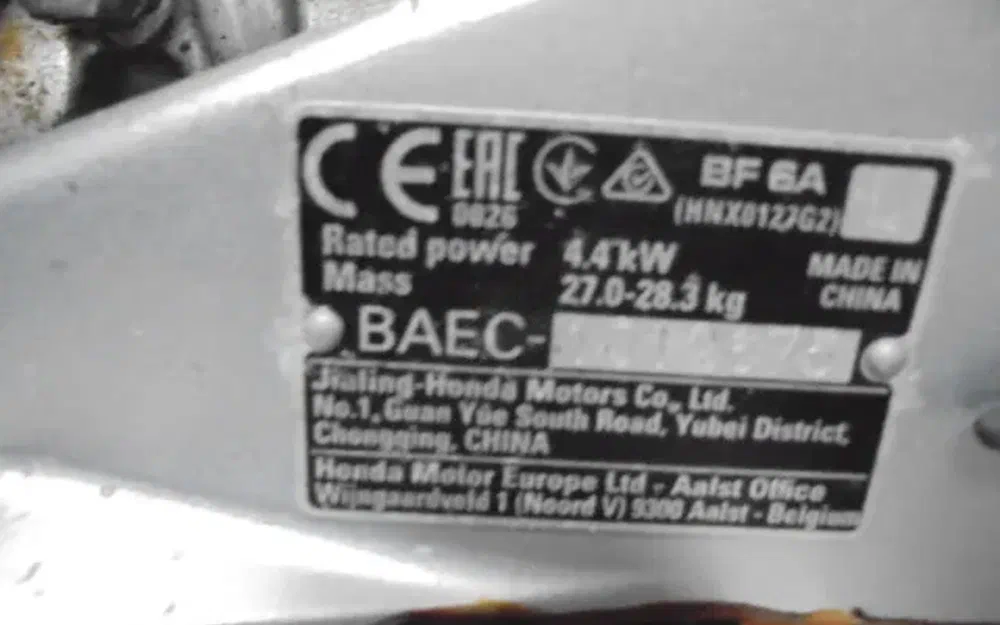 CE EAC BF 6A
0026 (HNX0127G2)
Rated power 4.4 kW MADE IN
Mass 27.0-28.3 kg CHINA
BAEC-
Jialing-Honda Motors Co., Ltd.
No.1, Guan Yue South Road, Yubei District,
Chongqing, CHINA
Honda Motor Europe Ltd - Aalst Office
Wijngaardveld 1 (Noord V) 9300 Aalst - Belgium